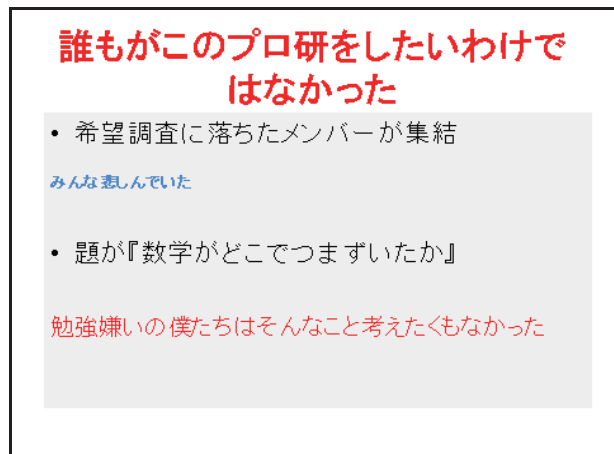 誰もがこのプロ研をしたいわけで
はなかった
• 希望調査に落ちたメンバーが集結
みんな悲しんでいた
• 題が『数学がどこでつまずいたか』
勉強嫌いの僕たちはそんなこと考えたくもなかった